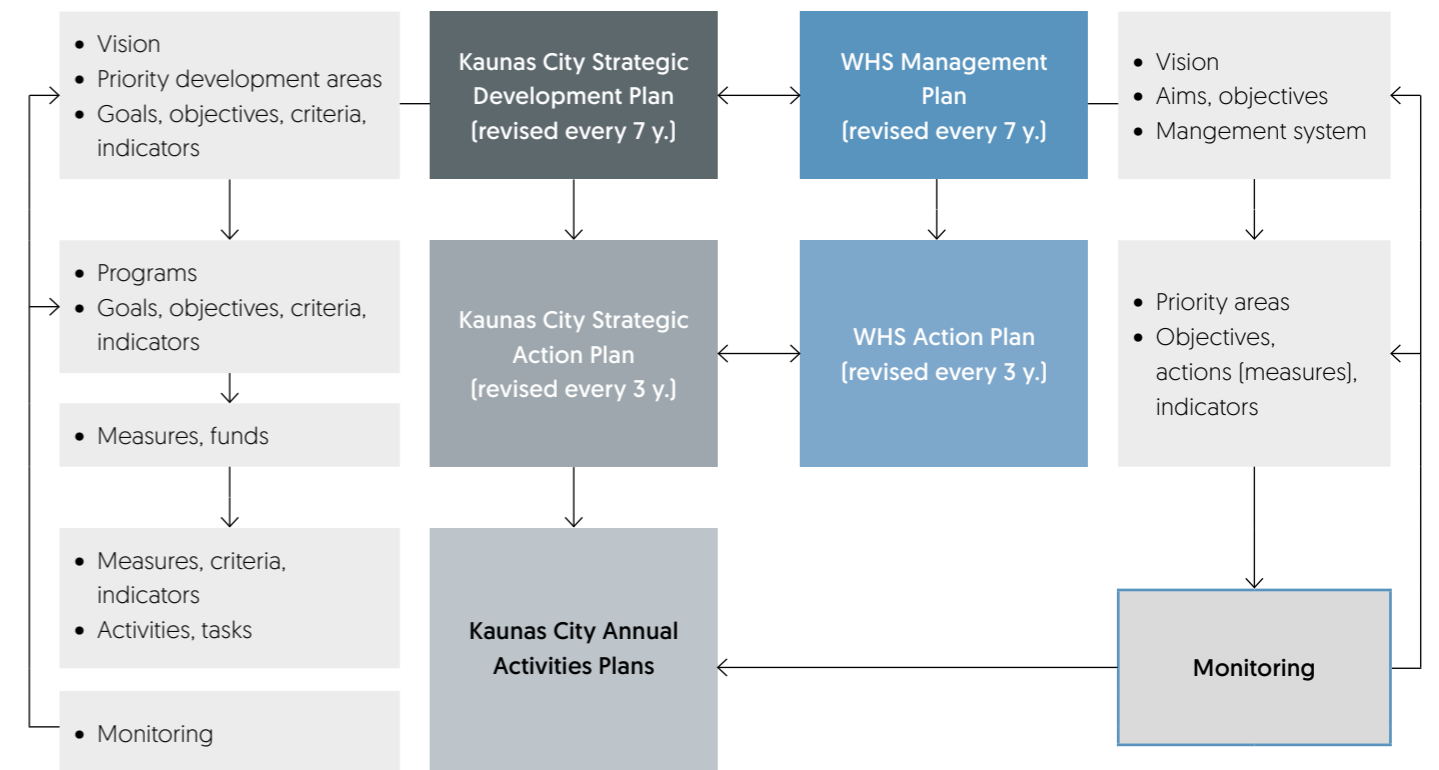 • Vision
• Priority development areas
• Goals, objectives, criteria,
indicators
Kaunas City Strategic
Development Plan
(revised every 7 y.)
WHS Management
Plan
(revised every 7 y.)
• Vision
• Aims, objectives
• Mangement system
• Programs
• Goals, objectives, criteria,
indicators
Kaunas City Strategic
Action Plan
(revised every 3 y.)
WHS Action Plan
(revised every 3 y.)
• Priority areas
• Objectives,
actions (measures),
indicators
• Measures, funds
• Measures, criteria,
indicators
• Activities, tasks
Kaunas City Annual
Activities Plans
Monitoring
• Monitoring